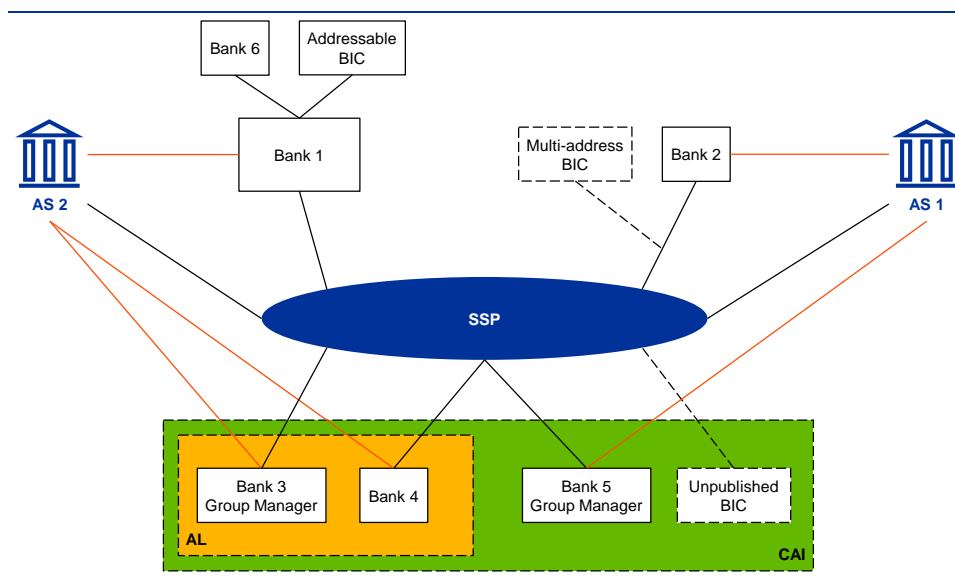 Bank 6
Addressable
BIC
Bank 1
Multi-address
BIC
Bank 2
AS 2
AS 1
SSP
Bank 3
Group Manager
Bank 4
Bank 5
Group Manager
Unpublished
BIC
AL
CAI